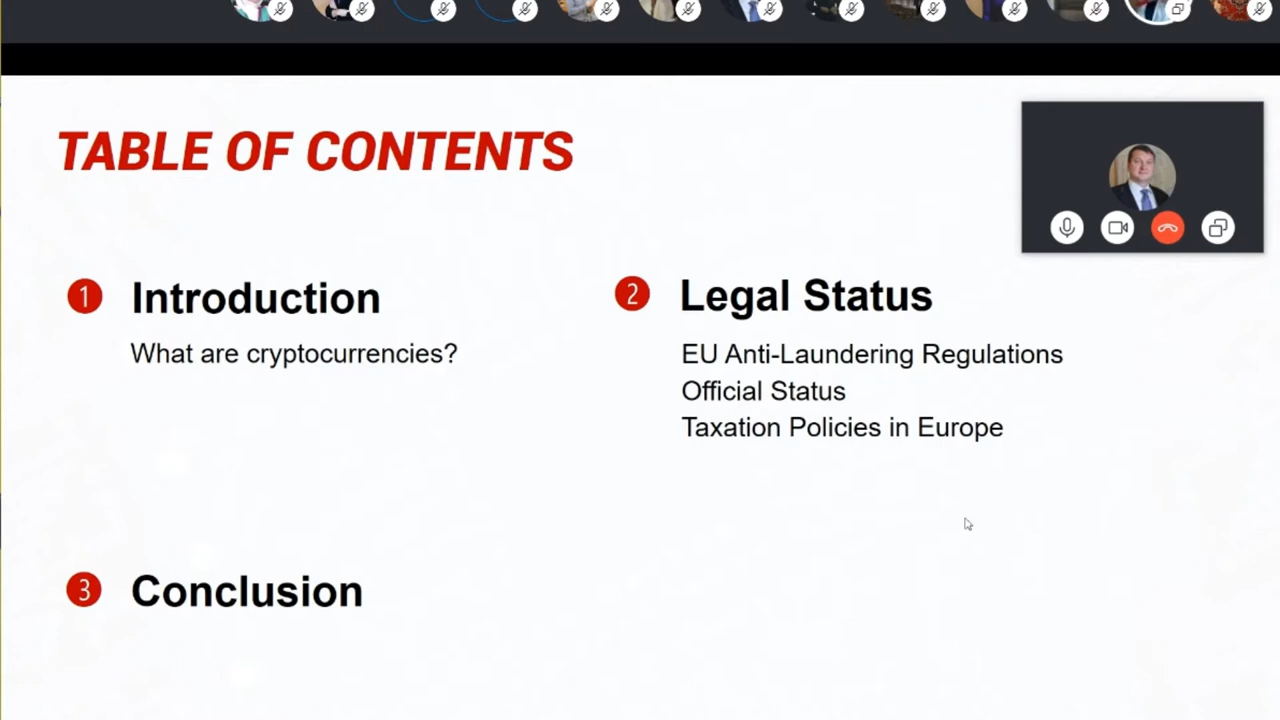 TABLE OF CONTENTS
1 Introduction
What are cryptocurrencies?
2 Legal Status
EU Anti-Laundering Regulations
Official Status
Taxation Policies in Europe
3 Conclusion